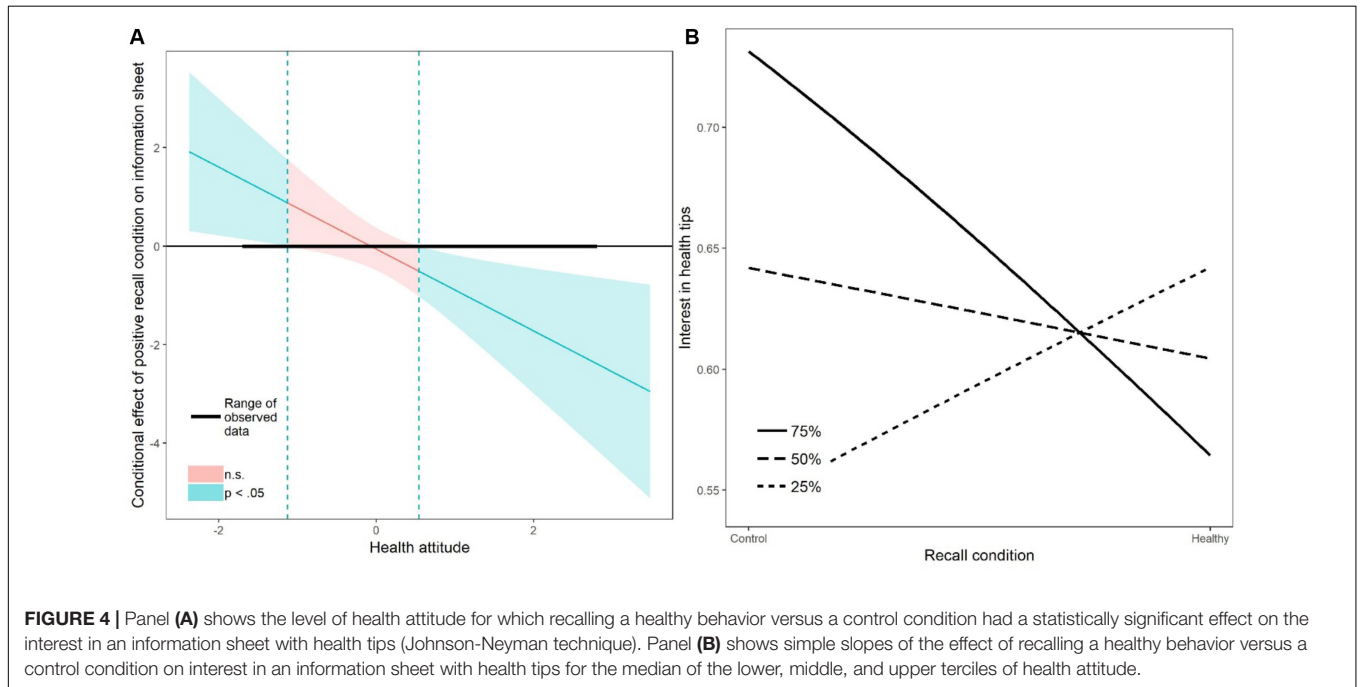 A
B
Conditional effect of positive recall condition on information sheet
2
0
-2
-4
Range of
observed
data
n.s.
p < .05
-2
0
2
Health attitude
Interest in health tips
0.70
0.65
0.60
0.55
75%
50%
25%
Control
Healthy
Recall condition
FIGURE 4 | Panel (A) shows the level of health attitude for which recalling a healthy behavior versus a control condition had a statistically significant effect on the
interest in an information sheet with health tips (Johnson-Neyman technique). Panel (B) shows simple slopes of the effect of recalling a healthy behavior versus a
control condition on interest in an information sheet with health tips for the median of the lower, middle, and upper terciles of health attitude.